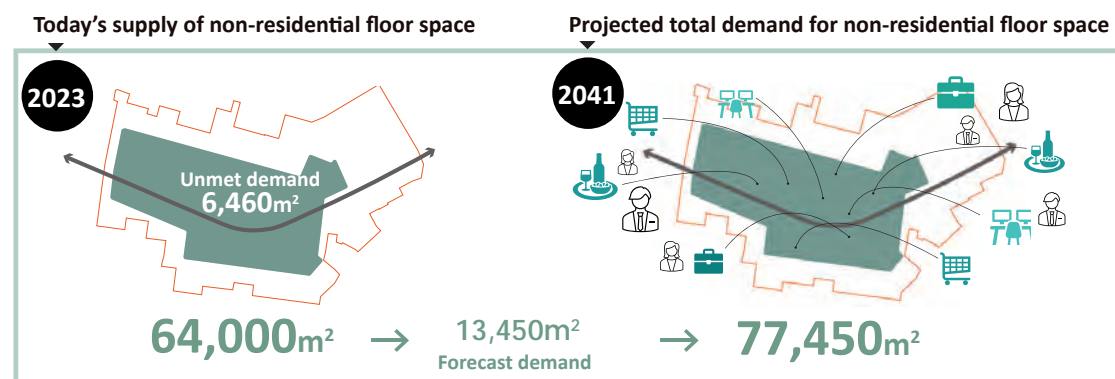 Today's supply of non-residential floor space
Projected total demand for non-residential floor space
2023
2041
Unmet demand
6,460m²
64,000m²
13,450m²
Forecast demand
77,450m²